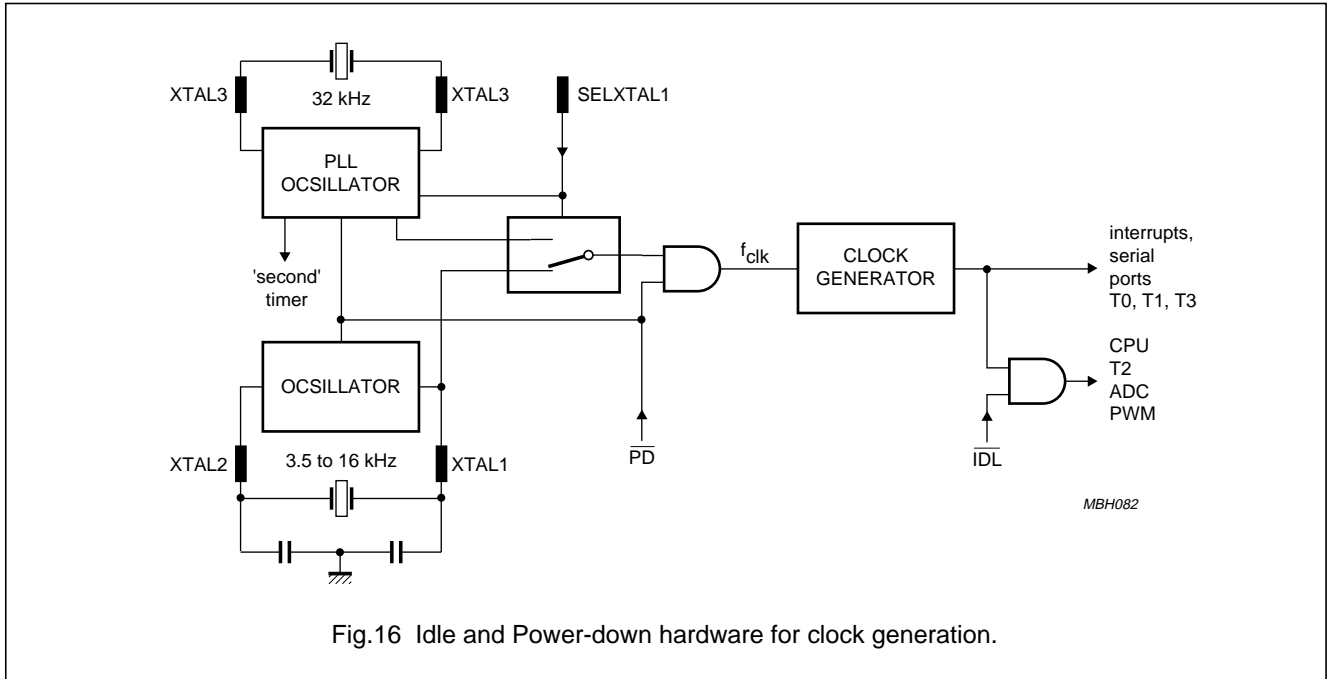 XTAL3
32 kHz
XTAL3
SELXTAL1
PLL
OCSILLATOR
'second'
timer
fclk
CLOCK
GENERATOR
interrupts,
serial
ports
T0, T1, T3
CPU
T2
ADC
PWM
OCSILLATOR
XTAL2
3.5 to 16 kHz
XTAL1
PD
IDL
MBH082
Fig.16 Idle and Power-down hardware for clock generation.